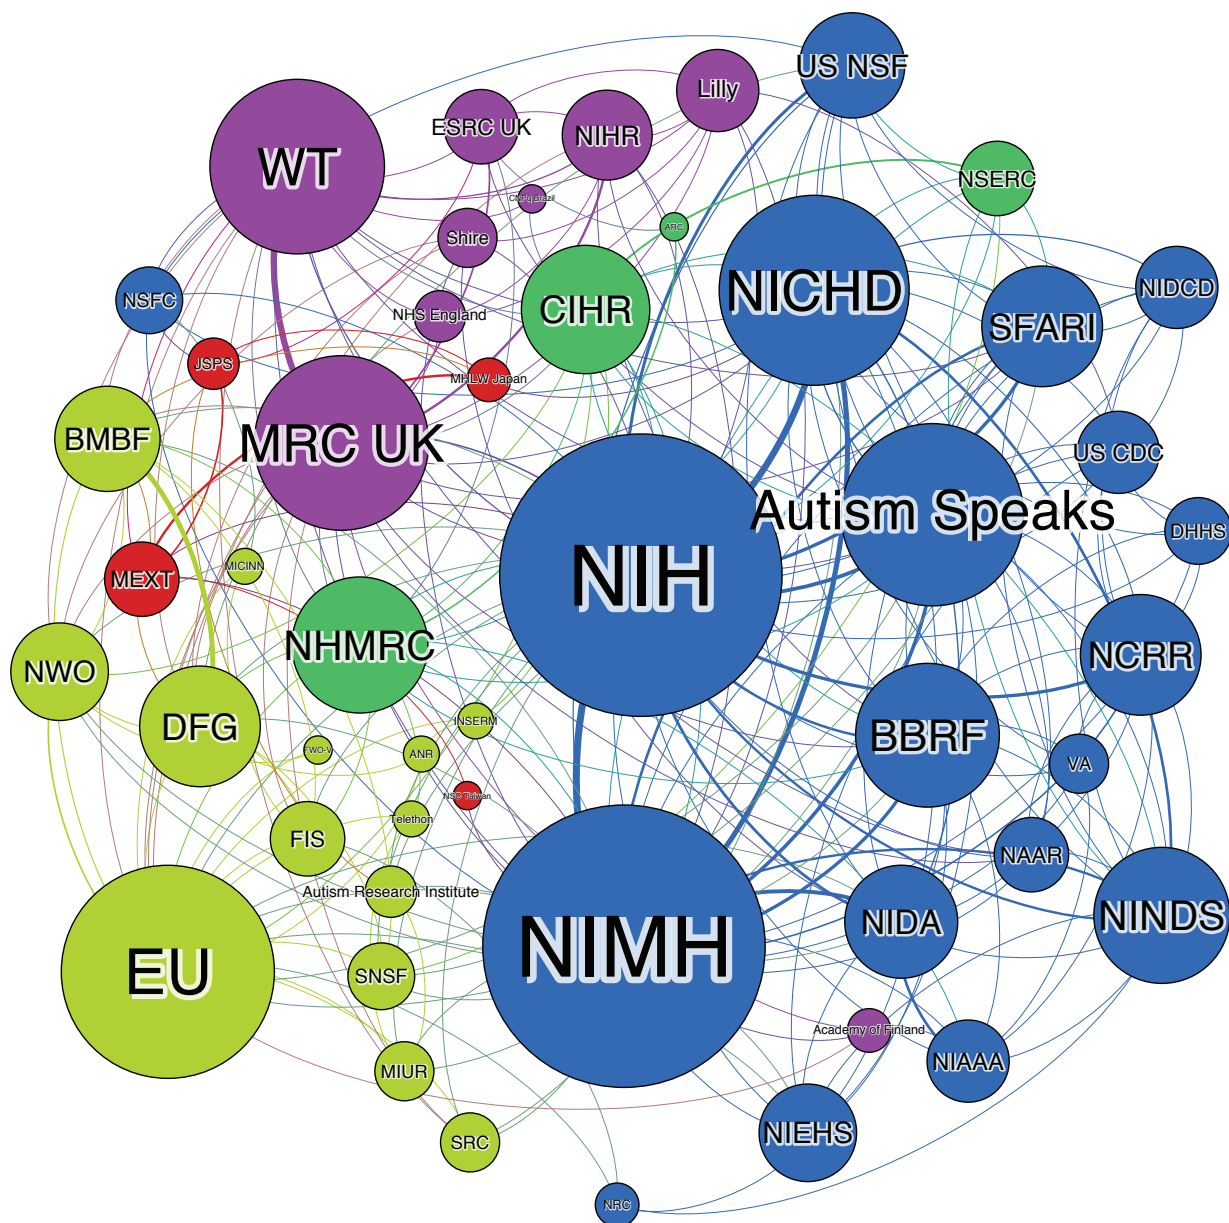 US NSF
Lilly
ESRC UK
NIHR
WT
NSERC
CNPq Brazil
ARC
Shire
NICHD
NIDCD
NSFC
CIHR
NHS England
SFARI
JSPS
MHLW Japan
BMBF
MRC UK
US CDC
Autism Speaks
DHHS
MICINN
MEXT
NIH
NHMRC
NCRR
NWO
DFG
INSERM
BBRF
FWO-V
ANR
VA
NSC Taiwan
Telethon
FIS
NAAR
Autism Research Institute
NIDA
NINDS
NIMH
EU
SNSF
Academy of Finland
NIAAA
MIUR
NIEHS
SRC
NRC